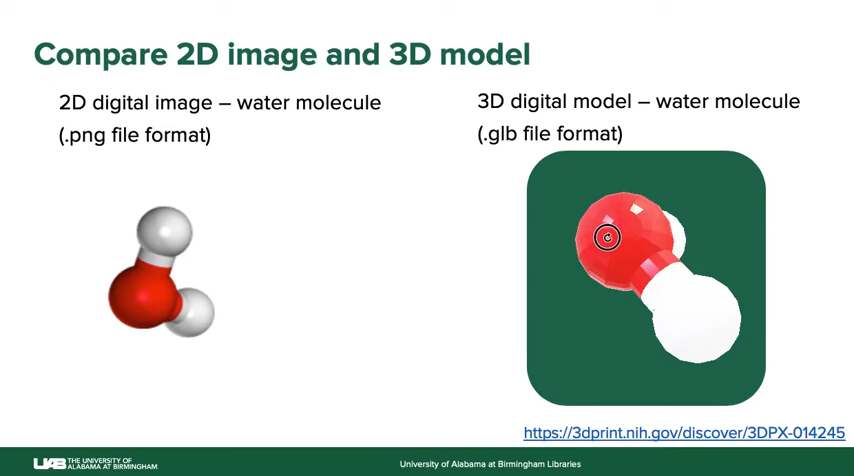 Compare 2D image and 3D model
2D digital image – water molecule
(.png file format)
3D digital model – water molecule
(.glb file format)
https://3dprint.nih.gov/discover/3DPX-014245
UAB THE UNIVERSITY OF
ALABAMA AT BIRMINGHAM
University of Alabama at Birmingham Libraries